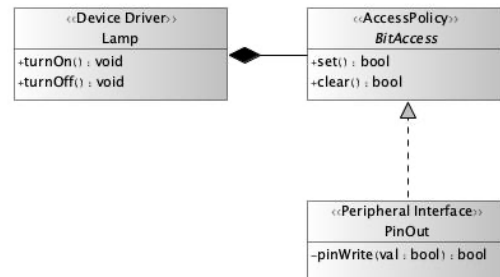 ‹‹Device Driver››
Lamp
+turnOn() : void
+turnOff() : void
‹‹AccessPolicy››
BitAccess
+set() : bool
+clear() : bool
‹‹Peripheral Interface››
PinOut
-pinWrite(val : bool) : bool